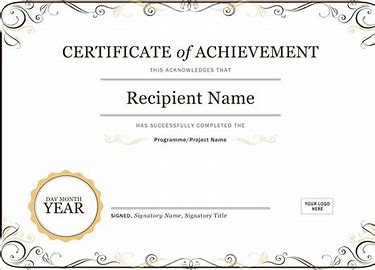 CERTIFICATE of ACHIEVEMENT
THIS ACKNOWLEDGES THAT
Recipient Name
HAS SUCCESSFULLY COMPLETED THE
Programme/Project Name
DAY MONTH
YEAR
SIGNED, Signatory Name, Signatory Title
YOUR LOGO
HERE